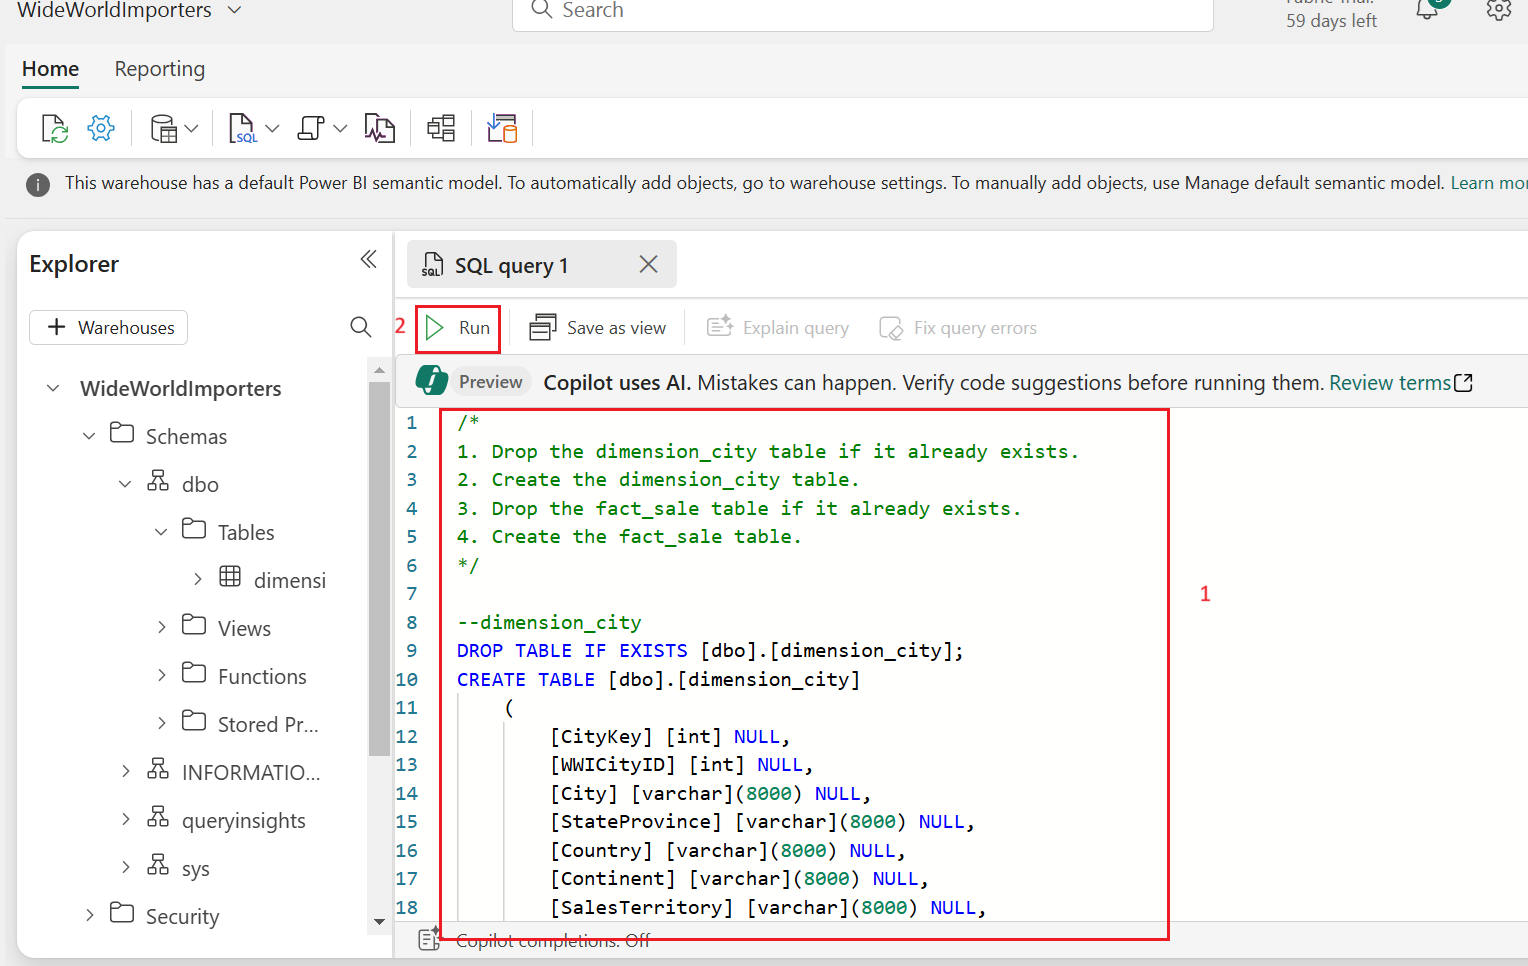 WideWorldImporters
Search
59 days left
Home Reporting
SQL
This warehouse has a default Power BI semantic model. To automatically add objects, go to warehouse settings. To manually add objects, use Manage default semantic model. Learn mor
Explorer
+ Warehouses
WideWorldImporters
Schemas
dbo
Tables
dimensi
Views
Functions
Stored Pr...
INFORMATIO...
queryinsights
sys
Security
SQL SQL query 1
2 Run Save as view Explain query Fix query errors
Preview Copilot uses AI. Mistakes can happen. Verify code suggestions before running them. Review terms
1 /*
2 1. Drop the dimension_city table if it already exists.
3 2. Create the dimension_city table.
4 3. Drop the fact_sale table if it already exists.
5 4. Create the fact_sale table.
6 */
7
1
8 --dimension_city
9 DROP TABLE IF EXISTS [dbo].[dimension_city];
10 CREATE TABLE [dbo].[dimension_city]
11 (
12 [CityKey] [int] NULL,
13 [WWICityID] [int] NULL,
14 [City] [varchar](8000) NULL,
15 [StateProvince] [varchar](8000) NULL,
16 [Country] [varchar](8000) NULL,
17 [Continent] [varchar](8000) NULL,
18 [SalesTerritory] [varchar](8000) NULL,
Copilot completions: Off